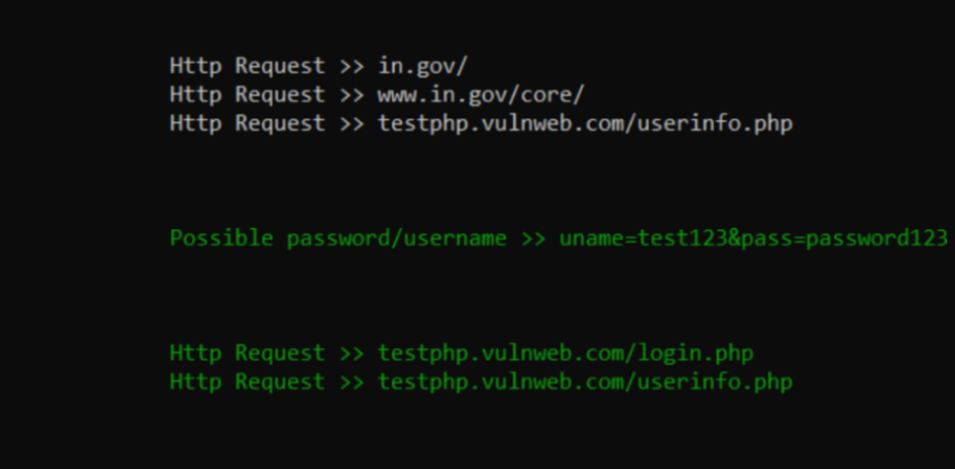 Http Request >> in.gov/
Http Request >> www.in.gov/core/
Http Request >> testphp.vulnweb.com/userinfo.php
Possible password/username >> uname=test123&pass=password123
Http Request >> testphp.vulnweb.com/login.php
Http Request >> testphp.vulnweb.com/userinfo.php